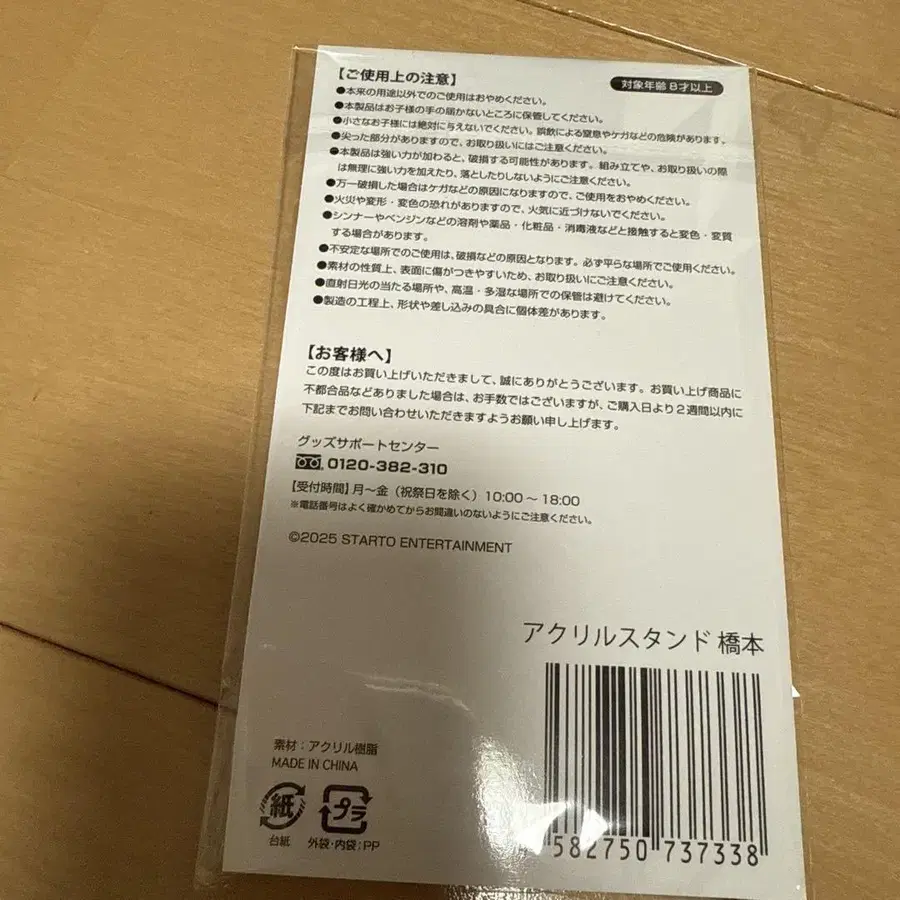 【ご使用上の注意】
対象年齢 8才以上
●本来の用途以外でのご使用はおやめください。
●本製品はお子様の手の届かないところに保管してください。
●小さなお子様には絶対に与えないでください。誤飲による窒息やケガなどの危険があります。
●尖った部分がありますので、お取り扱いにはご注意ください。
●本製品は強い力が加わると、破損する可能性があります。組み立てや、お取り扱いの際
は無理に強い力を加えたり、落としたりしないようにご注意ください。
●万一破損した場合はケガなどの原因になりますので、ご使用をおやめください。
●火災や変形・変色の恐れがありますので、火気に近づけないでください。
●シンナーやベンジンなどの溶剤や薬品・化粧品・消毒液などと接触すると変色・変質
する場合があります。
●不安定な場所でのご使用は、破損などの原因となります。必ず平らな場所でご使用ください。
●素材の性質上、表面に傷がつきやすいため、お取り扱いにご注意ください。
●直射日光の当たる場所や、高温・多湿な場所での保管は避けてください。
●製造の工程上、形状や差し込みの具合に個体差があります。
【お客様へ】
この度はお買い上げいただきまして、誠にありがとうございます。お買い上げ商品に
不都合品などありました場合は、お手数ではございますが、ご購入日より2週間以内に
下記までお問い合わせいただきますようお願い申し上げます。
グッズサポートセンター
0120-382-310
【受付時間】月～金（祝祭日を除く）10:00～18:00
※電話番号はよく確かめてからお間違いのないようにご注意ください。
©2025 STARTO ENTERTAINMENT
アクリルスタンド 橋本
素材：アクリル樹脂
MADE IN CHINA
紙 プラ
台紙 外袋・内袋：PP
582750 737338